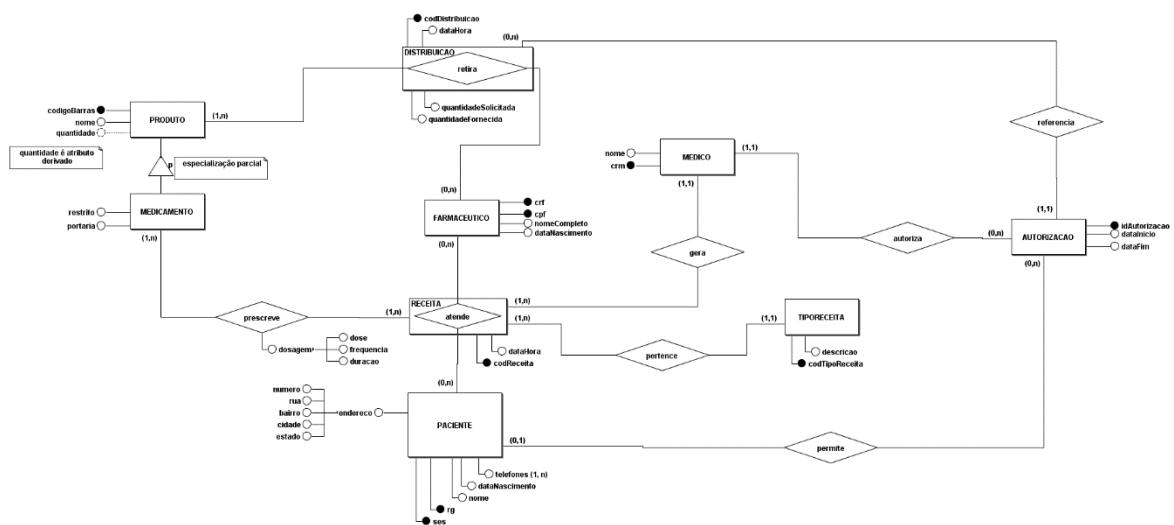 codDistribuicao
dataHora
DISTRIBUICAO
retira
(0,n)
quantidadeSolicitada
quantidadeFornecida
codigoBarras
nome
quantidade
PRODUTO
(1,n)
quantidade é atributo
derivado
p
especialização parcial
referencia
nome
crm
MEDICO
(1,1)
(1,1)
restrito
portaria
MEDICAMENTO
(1,n)
(0,n)
FARMACEUTICO
crf
cpf
nomeCompleto
dataNascimento
(0,n)
gera
autoriza
(1,1)
(0,n)
AUTORIZACAO
idAutorizacao
dataInicio
dataFim
(0,n)
prescreve
(1,n)
RECEITA
atende
(1,n)
(1,n)
dataHora
codReceita
pertence
(1,1)
TIPORECEITA
descricao
codTipoReceita
dosagem
dose
frequencia
duracao
(0,n)
numero
rua
bairro
cidade
estado
endereco
PACIENTE
(0,1)
permite
telefones (1, n)
dataNascimento
nome
rg
ses